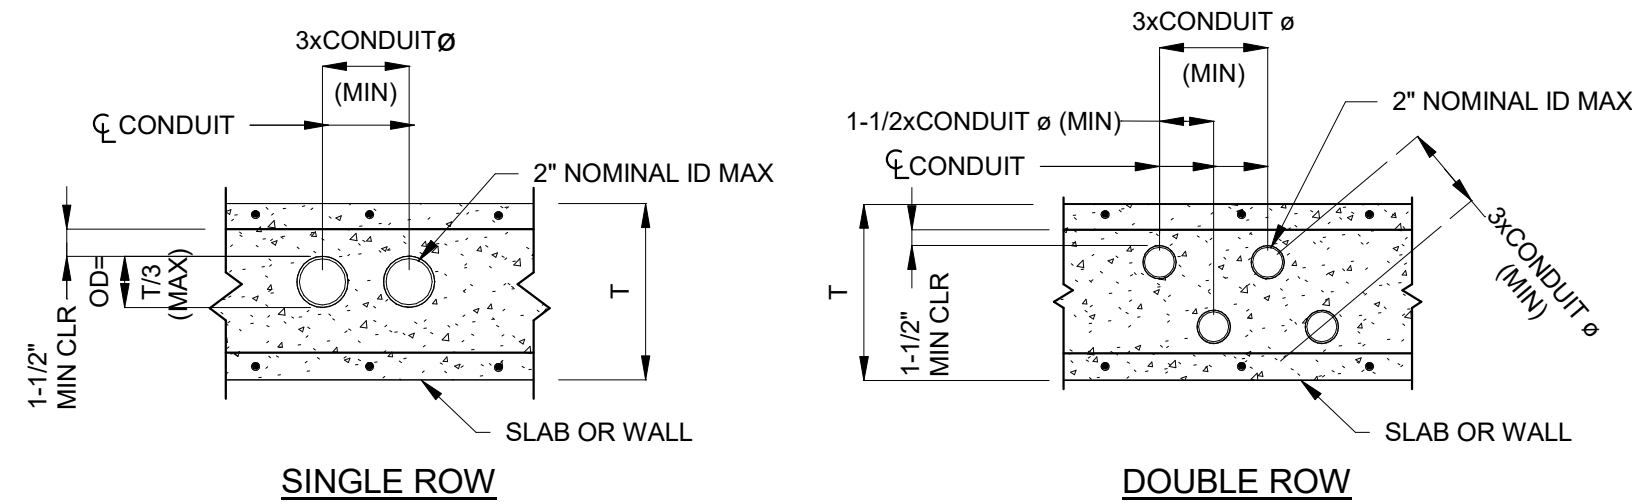 3xCONDUITø
(MIN)
℄ CONDUIT
2" NOMINAL ID MAX
1-1/2"
MIN CLR
OD=
T/3
(MAX)
T
SLAB OR WALL
SINGLE ROW
3xCONDUIT ø
(MIN)
2" NOMINAL ID MAX
1-1/2xCONDUIT ø (MIN)
℄ CONDUIT
3xCONDUIT ø
(MIN)
T
1-1/2"
MIN CLR
SLAB OR WALL
DOUBLE ROW